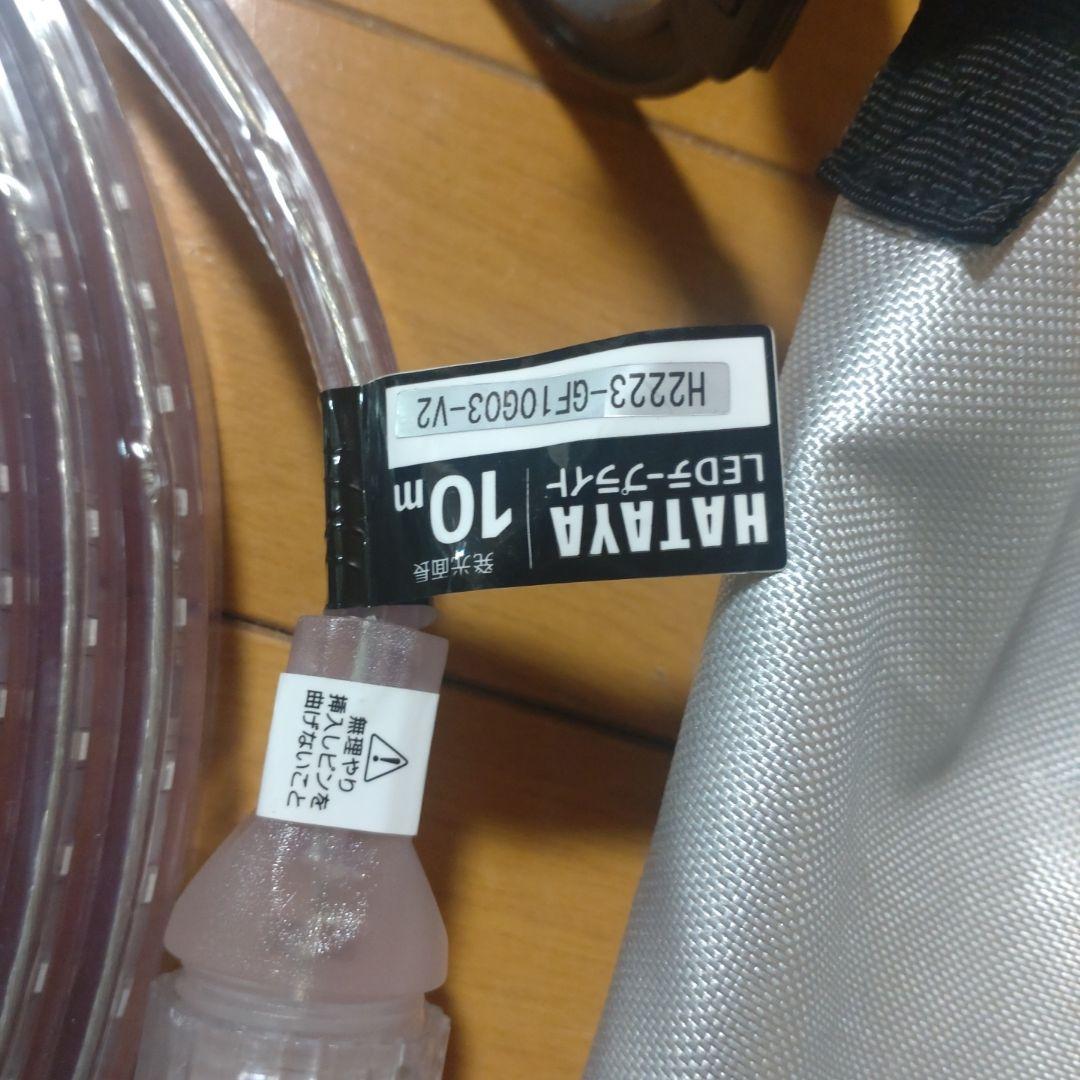 HATAYA
LEDテープライト
発光面長
10m
H2223-GF10G03-V2
無理やり
挿入しピンを
曲げないこと